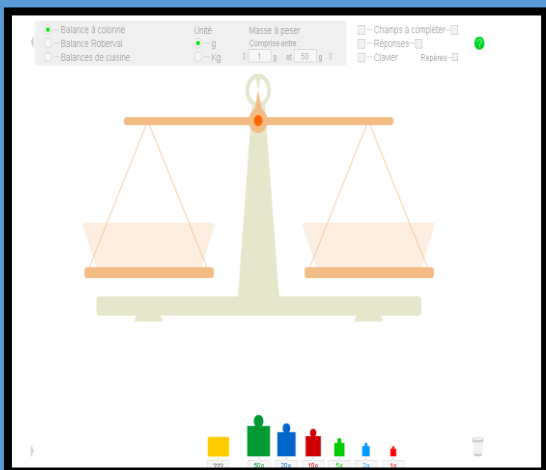 Balance à colonne
Balance Roberval
Balances de cuisine
Unité
g
Kg
Masse à peser
Comprise entre :
1 g et 50 g
Champs à compléter
Réponses
Clavier
Repères
?
??? 50g 20g 10g 5g 2g 1g